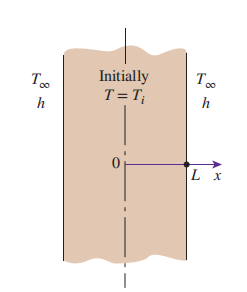 Initially
T = Tᵢ
T∞
h
T∞
h
0
L x